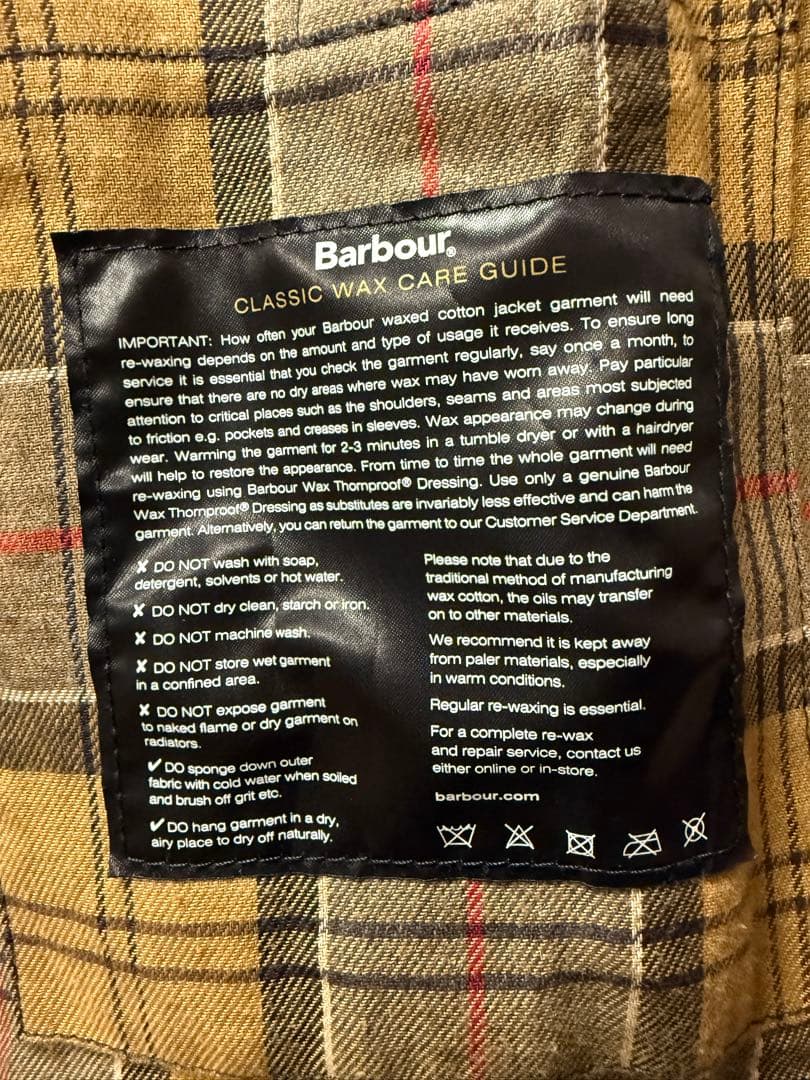 Barbour®
CLASSIC WAX CARE GUIDE
IMPORTANT: How often your Barbour waxed cotton jacket garment will need
re-waxing depends on the amount and type of usage it receives. To ensure long
service it is essential that you check the garment regularly, say once a month, to
ensure that there are no dry areas where wax may have worn away. Pay particular
attention to critical places such as the shoulders, seams and areas most subjected
to friction e.g. pockets and creases in sleeves. Wax appearance may change during
wear. Warming the garment for 2-3 minutes in a tumble dryer or with a hairdryer
will help to restore the appearance. From time to time the whole garment will need
re-waxing using Barbour Wax Thornproof® Dressing. Use only a genuine Barbour
Wax Thornproof® Dressing as substitutes are invariably less effective and can harm the
garment. Alternatively, you can return the garment to our Customer Service Department.
✘ DO NOT wash with soap,
detergent, solvents or hot water.
✘ DO NOT dry clean, starch or iron.
✘ DO NOT machine wash.
✘ DO NOT store wet garment
in a confined area.
✘ DO NOT expose garment
to naked flame or dry garment on
radiators.
✔ DO sponge down outer
fabric with cold water when soiled
and brush off grit etc.
✔ DO hang garment in a dry,
airy place to dry off naturally.
Please note that due to the
traditional method of manufacturing
wax cotton, the oils may transfer
on to other materials.
We recommend it is kept away
from paler materials, especially
in warm conditions.
Regular re-waxing is essential.
For a complete re-wax
and repair service, contact us
either online or in-store.
barbour.com